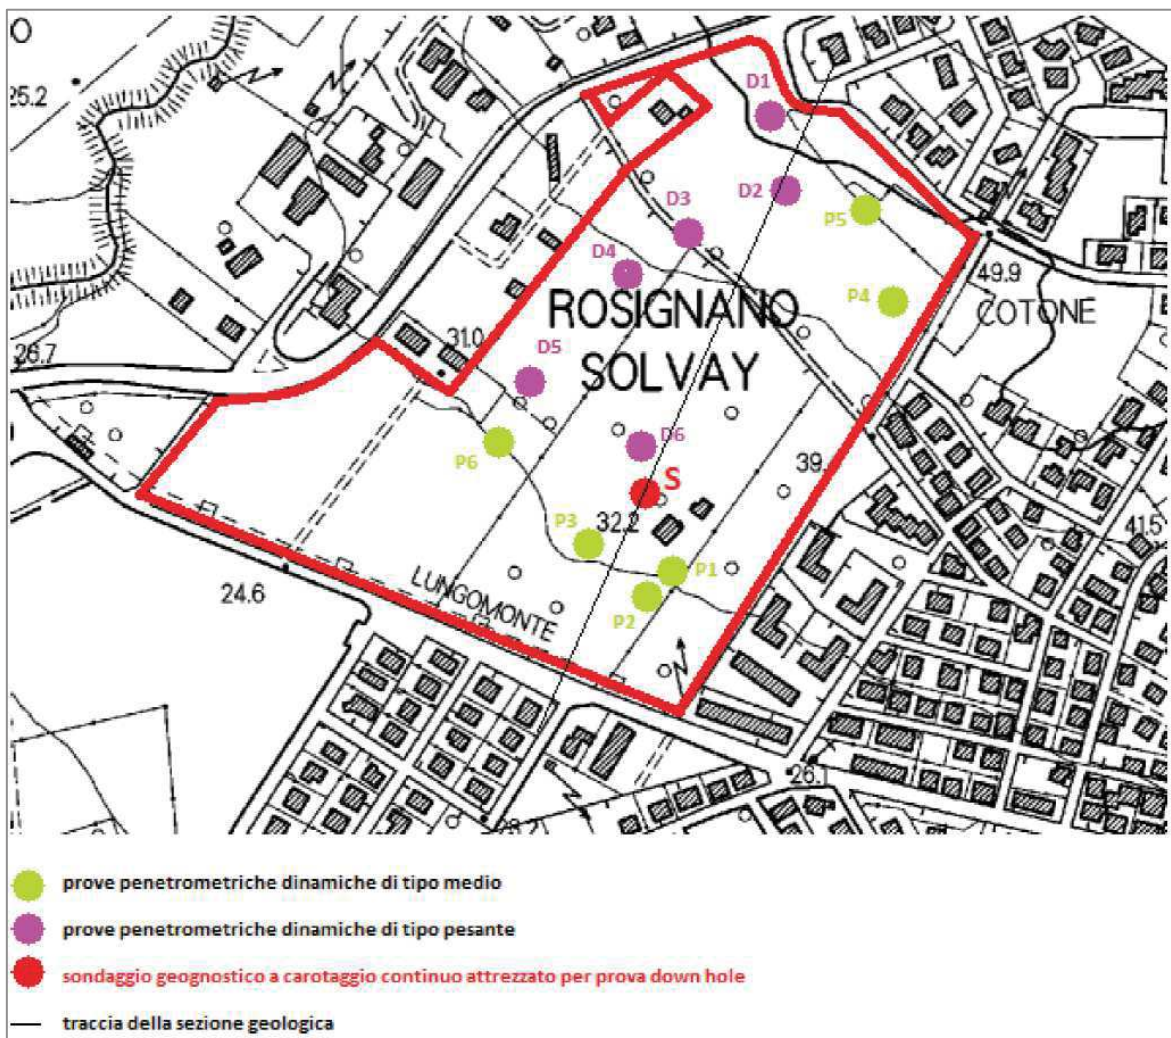 O
25.2
D1
D2
D3
P5
D4
49.9
P4
ROSIGNANO
COTONE
31.0
26.7
D5
SOLVAY
D6
P6
39.
S
32.2
P3
41.5
P1
LUNGOMONTE
24.6
P2
26.1
prove penetrometriche dinamiche di tipo medio
prove penetrometriche dinamiche di tipo pesante
sondaggio geognostico a carotaggio continuo attrezzato per prova down hole
traccia della sezione geologica